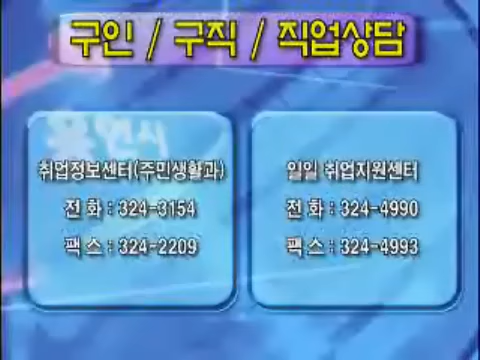 구인 / 구직 / 직업상담
취업정보센터(주민생활과)
전 화 : 324-3154
팩 스 : 324-2209
일일 취업지원센터
전 화 : 324-4990
팩 스 : 324-4993